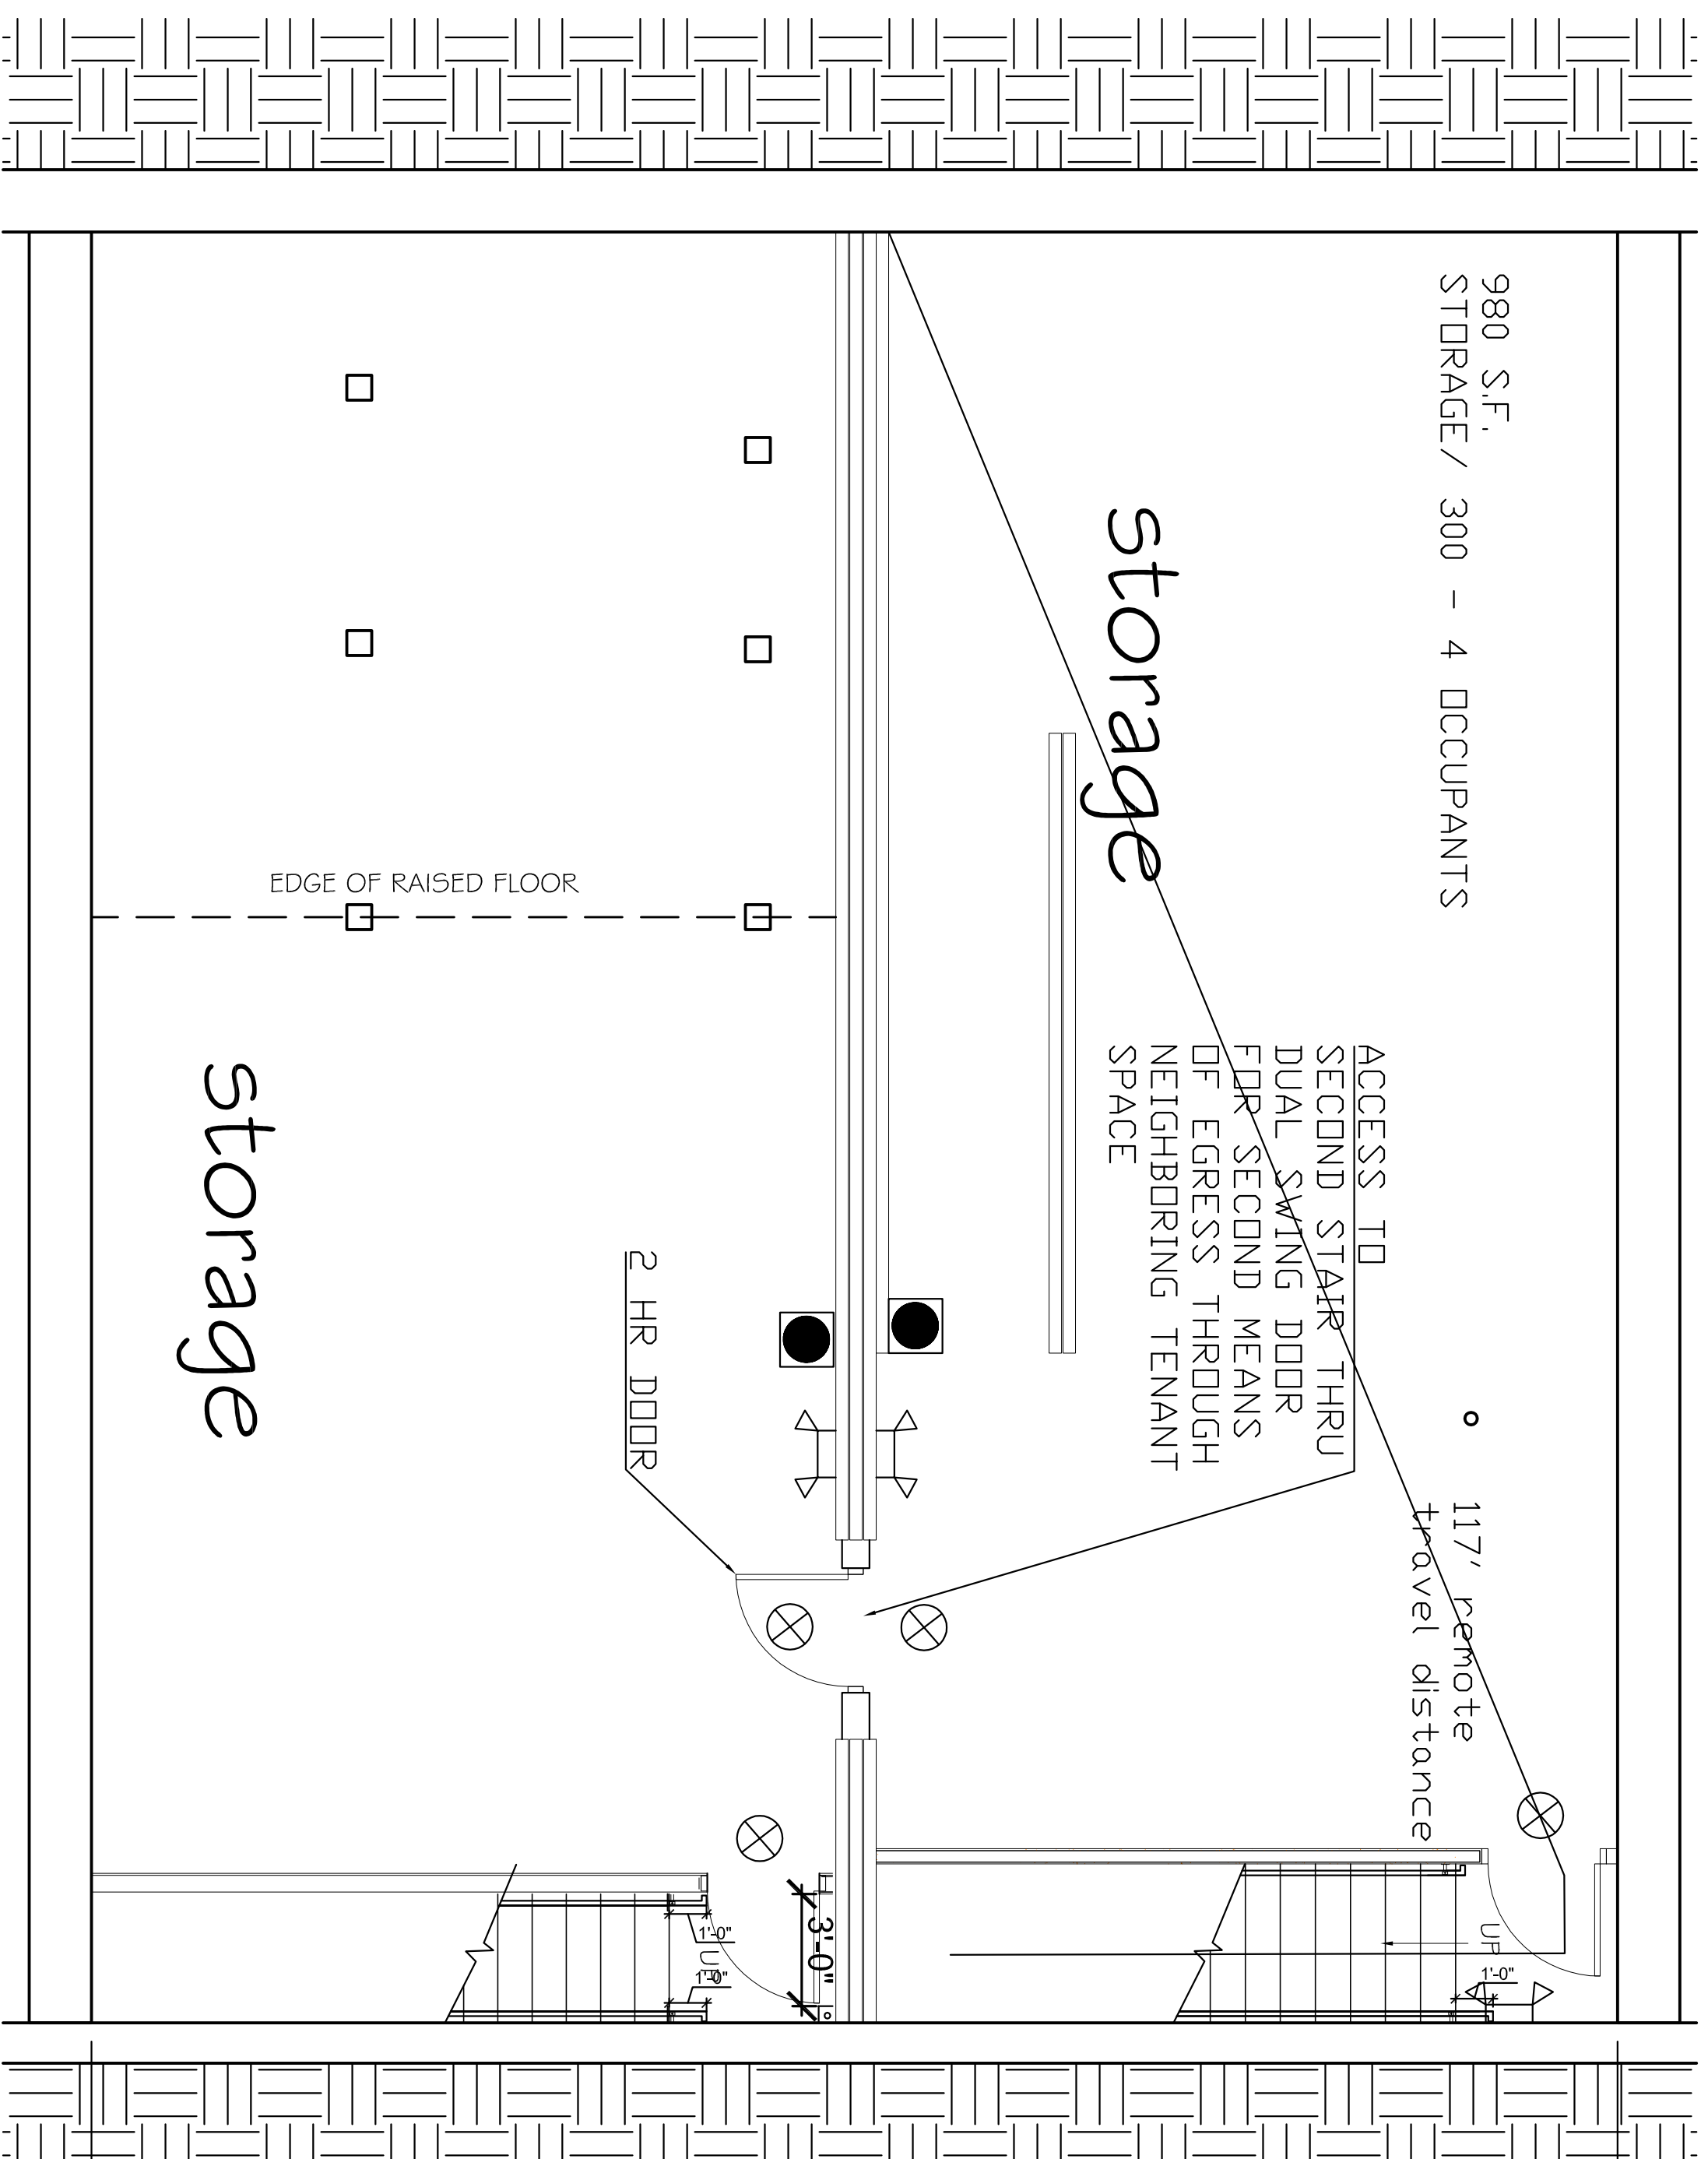 980 S.F.
STORAGE/ 300 - 4 OCCUPANTS
storage
ACCESS TO
SECOND STAIR THRU
DUAL SWING DOOR
FOR SECOND MEANS
OF EGRESS THROUGH
NEIGHBORING TENANT
SPACE
EDGE OF RAISED FLOOR
storage
2 HR DOOR
117' remote
travel distance
1'-0"
UP
1'-0"
3'-0"
UP
1'-0"